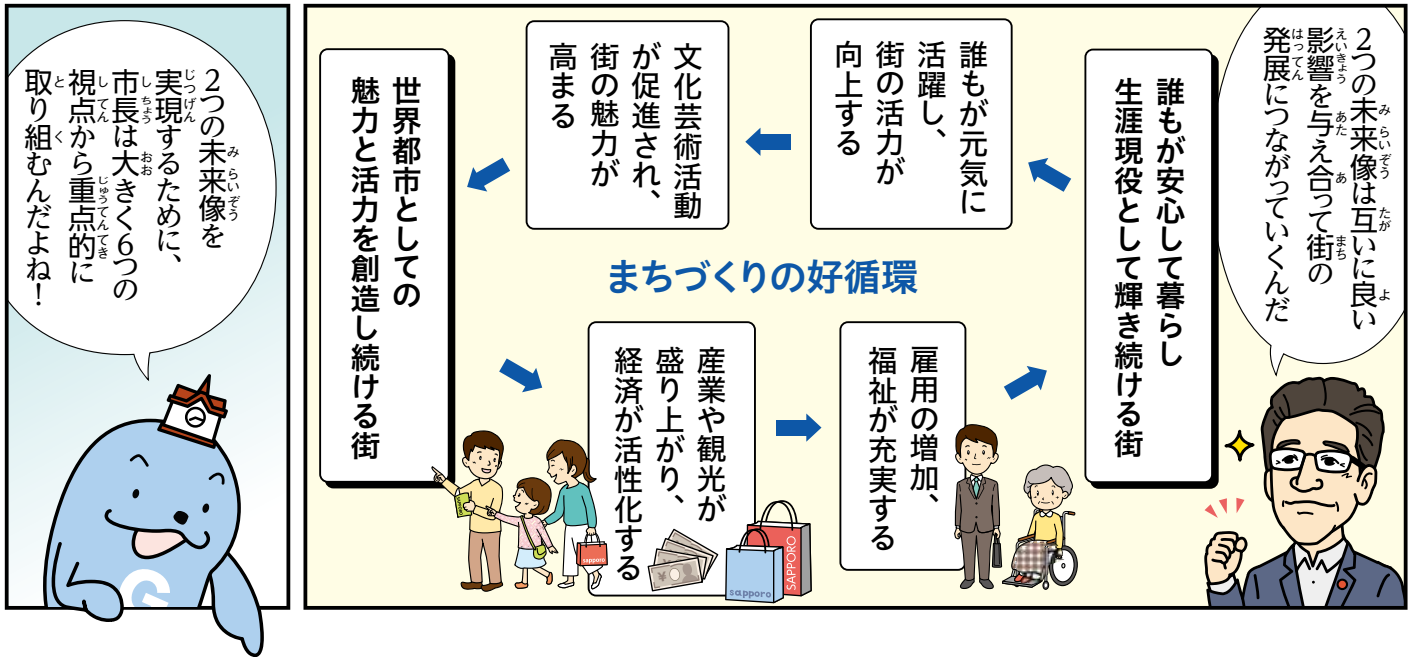 2つの未来像は互いに良い
影響を与え合って街の
発展につながっていくんだ
誰もが安心して暮らし
生涯現役として輝き続ける街
誰もが元気に
活躍し、
街の活力が
向上する
文化芸術活動
が促進され、
街の魅力が
高まる
世界都市としての
魅力と活力を創造し続ける街
まちづくりの好循環
産業や観光が
盛り上がり、
経済が活性化する
雇用の増加、
福祉が充実する
sapporo
sapporo
SAPPORO
2つの未来像を
実現するために、
市長は大きく6つの
視点から重点的に
取り組むんだよね!
G